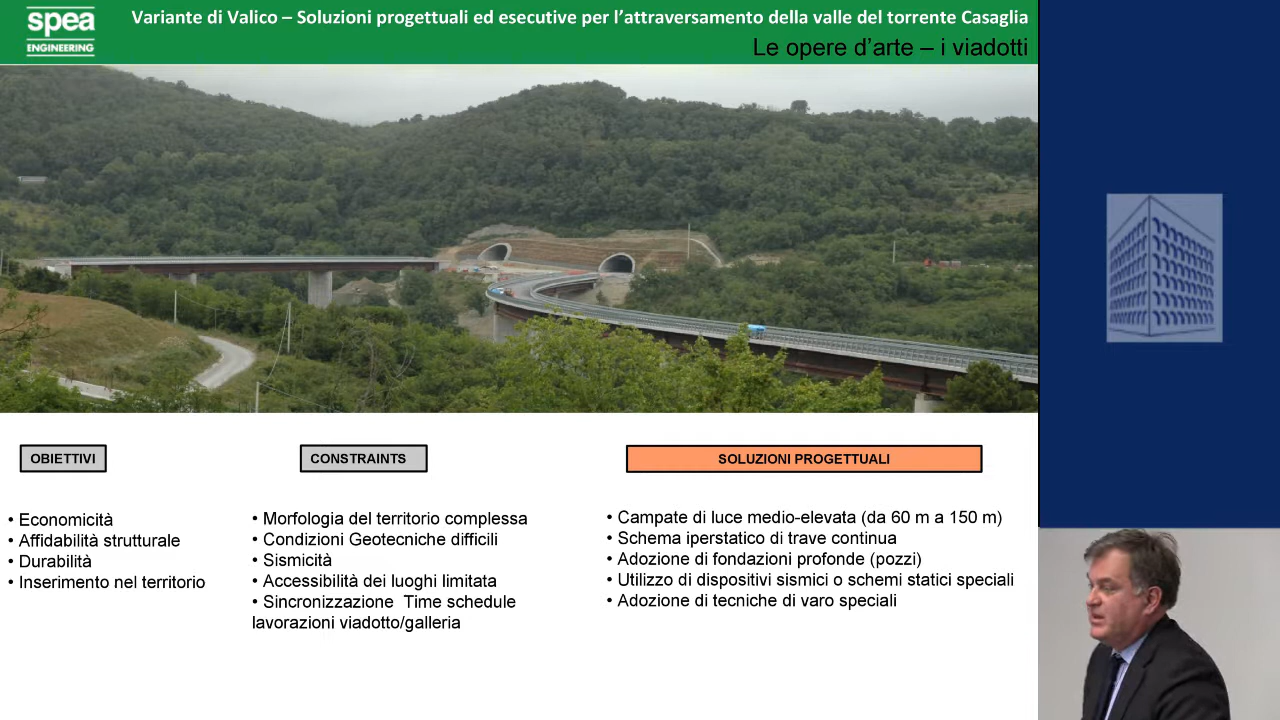 spea
ENGINEERING
Variante di Valico – Soluzioni progettuali ed esecutive per l'attraversamento della valle del torrente Casaglia
Le opere d'arte – i viadotti
OBIETTIVI
• Economicità
• Affidabilità strutturale
• Durabilità
• Inserimento nel territorio
CONSTRAINTS
• Morfologia del territorio complessa
• Condizioni Geotecniche difficili
• Sismicità
• Accessibilità dei luoghi limitata
• Sincronizzazione Time schedule
lavorazioni viadotto/galleria
SOLUZIONI PROGETTUALI
• Campate di luce medio-elevata (da 60 m a 150 m)
• Schema iperstatico di trave continua
• Adozione di fondazioni profonde (pozzi)
• Utilizzo di dispositivi sismici o schemi statici speciali
• Adozione di tecniche di varo speciali